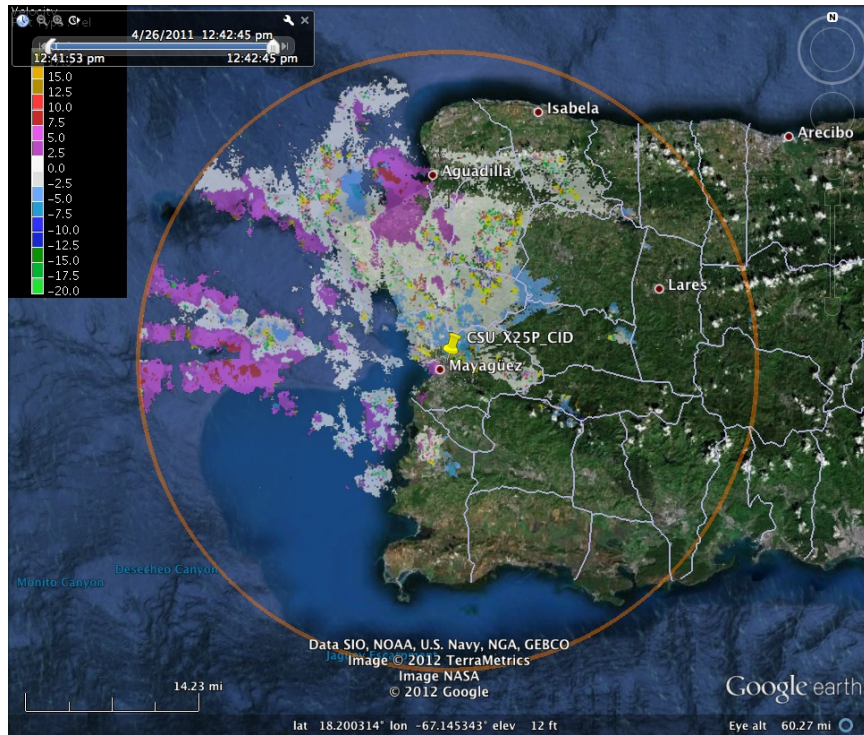 Velocity
4/26/2011 12:42:45 pm
12:41:53 pm 12:42:45 pm
15.0
12.5
10.0
7.5
5.0
2.5
0.0
-2.5
-5.0
-7.5
-10.0
-12.5
-15.0
-17.5
-20.0
N
Isabela
Arecibo
Aguadilla
Lares
CSU_X25P_CID
Mayaguez
Desecheo Canyon
Monito Canyon
Data SIO, NOAA, U.S. Navy, NGA, GEBCO
Image © 2012 TerraMetrics
Image NASA
© 2012 Google
14.23 mi
Google earth
lat 18.200314° lon -67.145343° elev 12 ft
Eye alt 60.27 mi